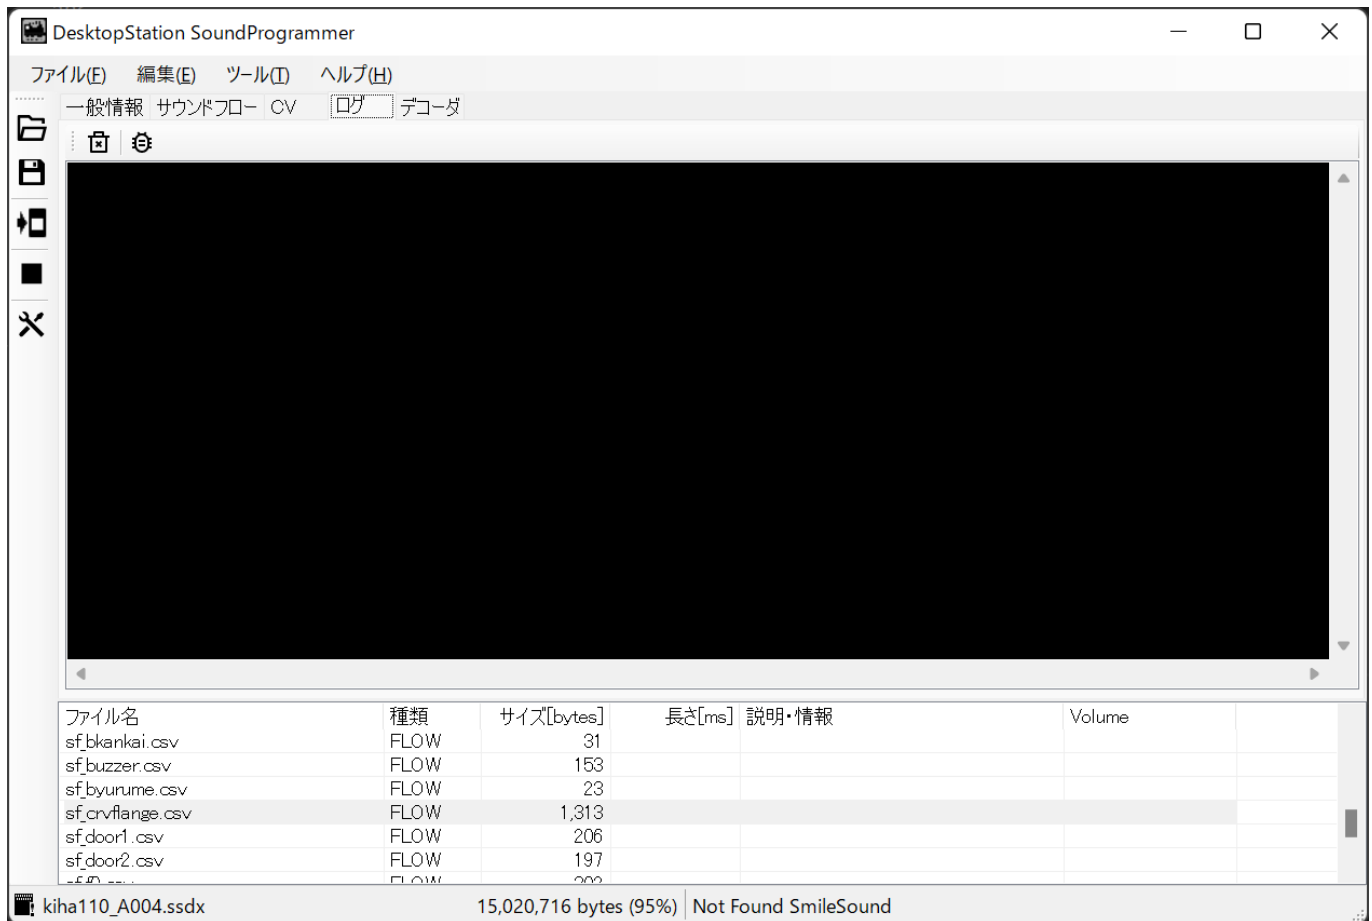 DesktopStation SoundProgrammer
ファイル(F) 編集(E) ツール(T) ヘルプ(H)
一般情報 サウンドフロー CV ログ デコーダ
ファイル名 種類 サイズ[bytes] 長さ[ms] 説明・情報 Volume
sf_bkankai.csv FLOW 31
sf_buzzer.csv FLOW 153
sf_byurume.csv FLOW 23
sf_crvflange.csv FLOW 1,313
sf_door1.csv FLOW 206
sf_door2.csv FLOW 197
FLOW
kiha110_A004.ssdx 15,020,716 bytes (95%) Not Found SmileSound